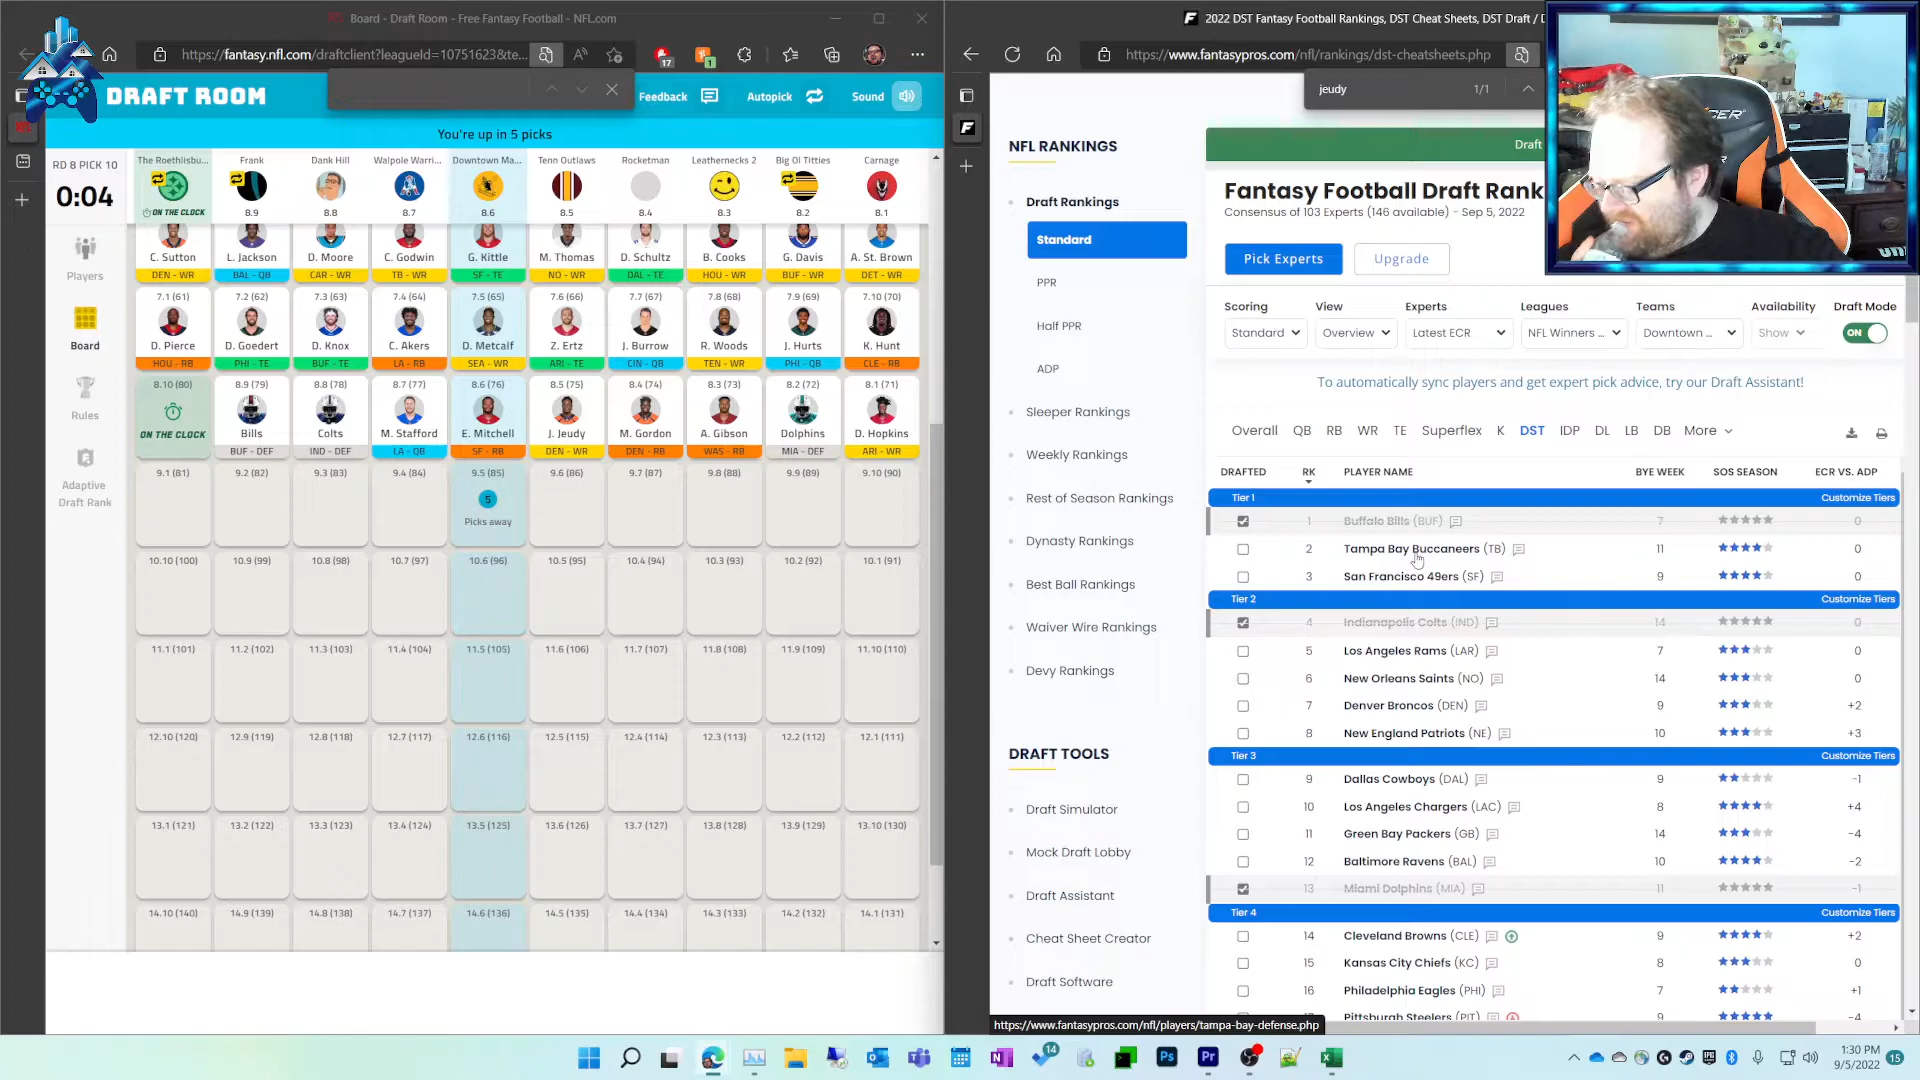 Board - Draft Room - Free Fantasy Football - NFL.com
2022 DST Fantasy Football Rankings, DST Cheat Sheets, DST Draft / D
https://fantasy.nfl.com/draftclient?leagueId=10751623&te...
17
1
https://www.fantasypros.com/nfl/rankings/dst-cheatsheets.php
jeudy 1/1
DRAFT ROOM
Feedback
Autopick
Sound
You're up in 5 picks
RD 8 PICK 10
0:04
Players
Board
Rules
Adaptive
Draft Rank
The Roethlisbu... Frank Dank Hill Walpole Warri... Downtown Ma... Tenn Outlaws Rocketman Leathernecks 2 Big Ol Titties Carnage
ON THE CLOCK 8.9 8.8 8.7 8.6 8.5 8.4 8.3 8.2 8.1
C. Sutton L. Jackson D. Moore C. Godwin G. Kittle M. Thomas D. Schultz B. Cooks G. Davis A. St. Brown
DEN - WR BAL - QB CAR - WR TB - WR SF - TE NO - WR DAL - TE HOU - WR BUF - WR DET - WR
7.1 (61) 7.2 (62) 7.3 (63) 7.4 (64) 7.5 (65) 7.6 (66) 7.7 (67) 7.8 (68) 7.9 (69) 7.10 (70)
D. Pierce D. Goedert D. Knox C. Akers D. Metcalf Z. Ertz J. Burrow R. Woods J. Hurts K. Hunt
HOU - RB PHI - TE BUF - TE LA - RB SEA - WR ARI - TE CIN - QB TEN - WR PHI - QB CLE - RB
8.10 (80) 8.9 (79) 8.8 (78) 8.7 (77) 8.6 (76) 8.5 (75) 8.4 (74) 8.3 (73) 8.2 (72) 8.1 (71)
ON THE CLOCK Bills Colts M. Stafford E. Mitchell J. Jeudy M. Gordon A. Gibson Dolphins D. Hopkins
BUF - DEF IND - DEF LA - QB SF - RB DEN - WR DEN - RB WAS - RB MIA - DEF ARI - WR
9.1 (81) 9.2 (82) 9.3 (83) 9.4 (84) 9.5 (85) 9.6 (86) 9.7 (87) 9.8 (88) 9.9 (89) 9.10 (90)
5
Picks away
10.10 (100) 10.9 (99) 10.8 (98) 10.7 (97) 10.6 (96) 10.5 (95) 10.4 (94) 10.3 (93) 10.2 (92) 10.1 (91)
11.1 (101) 11.2 (102) 11.3 (103) 11.4 (104) 11.5 (105) 11.6 (106) 11.7 (107) 11.8 (108) 11.9 (109) 11.10 (110)
12.10 (120) 12.9 (119) 12.8 (118) 12.7 (117) 12.6 (116) 12.5 (115) 12.4 (114) 12.3 (113) 12.2 (112) 12.1 (111)
13.1 (121) 13.2 (122) 13.3 (123) 13.4 (124) 13.5 (125) 13.6 (126) 13.7 (127) 13.8 (128) 13.9 (129) 13.10 (130)
14.10 (140) 14.9 (139) 14.8 (138) 14.7 (137) 14.6 (136) 14.5 (135) 14.4 (134) 14.3 (133) 14.2 (132) 14.1 (131)
NFL RANKINGS
Draft Rankings
Standard
PPR
Half PPR
ADP
Sleeper Rankings
Weekly Rankings
Rest of Season Rankings
Dynasty Rankings
Best Ball Rankings
Waiver Wire Rankings
Devy Rankings
DRAFT TOOLS
Draft Simulator
Mock Draft Lobby
Draft Assistant
Cheat Sheet Creator
Draft Software
https://www.fantasypros.com/nfl/players/tampa-bay-defense.php
Draft
Fantasy Football Draft Rank
Consensus of 103 Experts (146 available) - Sep 5, 2022
Pick Experts
Upgrade
Scoring View Experts Leagues Teams Availability Draft Mode
Standard Overview Latest ECR NFL Winners ... Downtown ... Show ON
To automatically sync players and get expert pick advice, try our Draft Assistant!
Overall QB RB WR TE Superflex K DST IDP DL LB DB More
DRAFTED RK PLAYER NAME BYE WEEK SOS SEASON ECR VS. ADP
Tier 1 Customize Tiers
1 Buffalo Bills (BUF) 7 0
2 Tampa Bay Buccaneers (TB) 11 0
3 San Francisco 49ers (SF) 9 0
Tier 2 Customize Tiers
4 Indianapolis Colts (IND) 14 0
5 Los Angeles Rams (LAR) 7 0
6 New Orleans Saints (NO) 14 0
7 Denver Broncos (DEN) 9 +2
8 New England Patriots (NE) 10 +3
Tier 3 Customize Tiers
9 Dallas Cowboys (DAL) 9 -1
10 Los Angeles Chargers (LAC) 8 +4
11 Green Bay Packers (GB) 14 -4
12 Baltimore Ravens (BAL) 10 -2
13 Miami Dolphins (MIA) 11 -1
Tier 4 Customize Tiers
14 Cleveland Browns (CLE) 9 +2
15 Kansas City Chiefs (KC) 8 0
16 Philadelphia Eagles (PHI) 7 +1
17 Pittsburgh Steelers (PIT) 9 -4
14
1:30 PM
9/5/2022
15